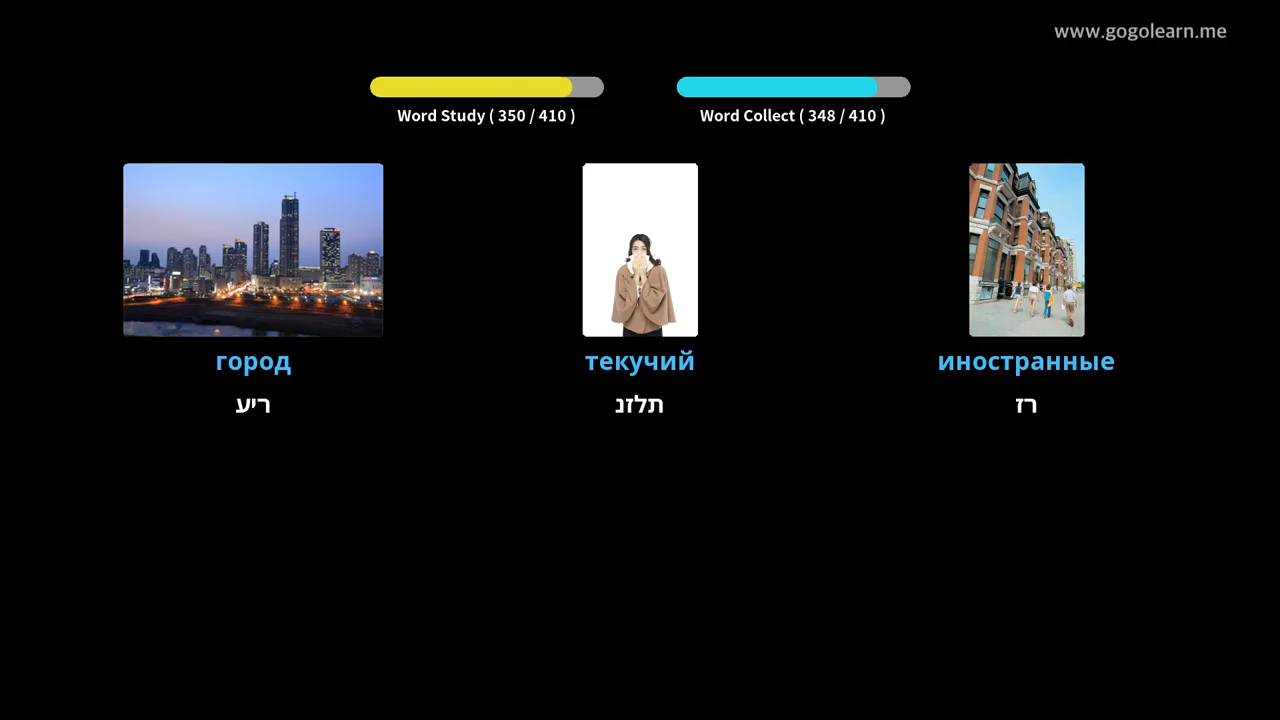 www.gogolearn.me
Word Study ( 350 / 410 )
Word Collect ( 348 / 410 )
город
текучий
иностранные
עיר
נזלת
זר